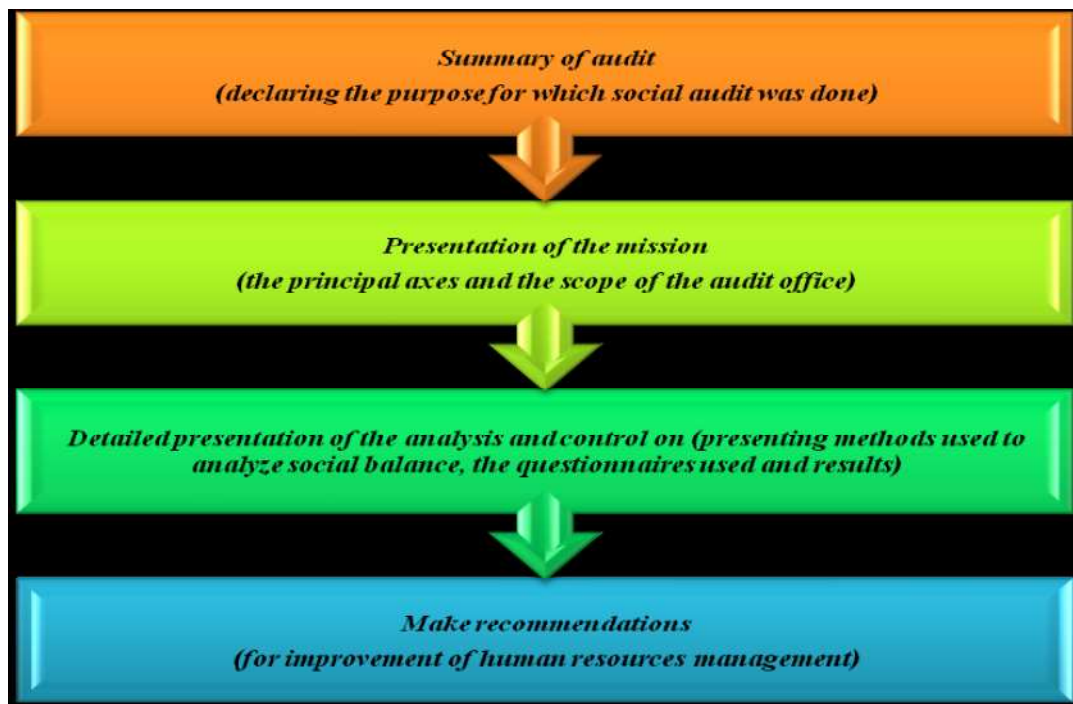 Summary of audit
(declaring the purpose for which social audit was done)
Presentation of the mission
(the principal axes and the scope of the audit office)
Detailed presentation of the analysis and control on (presenting methods used to
analyze social balance, the questionnaires used and results)
Make recommendations
(for improvement of human resources management)